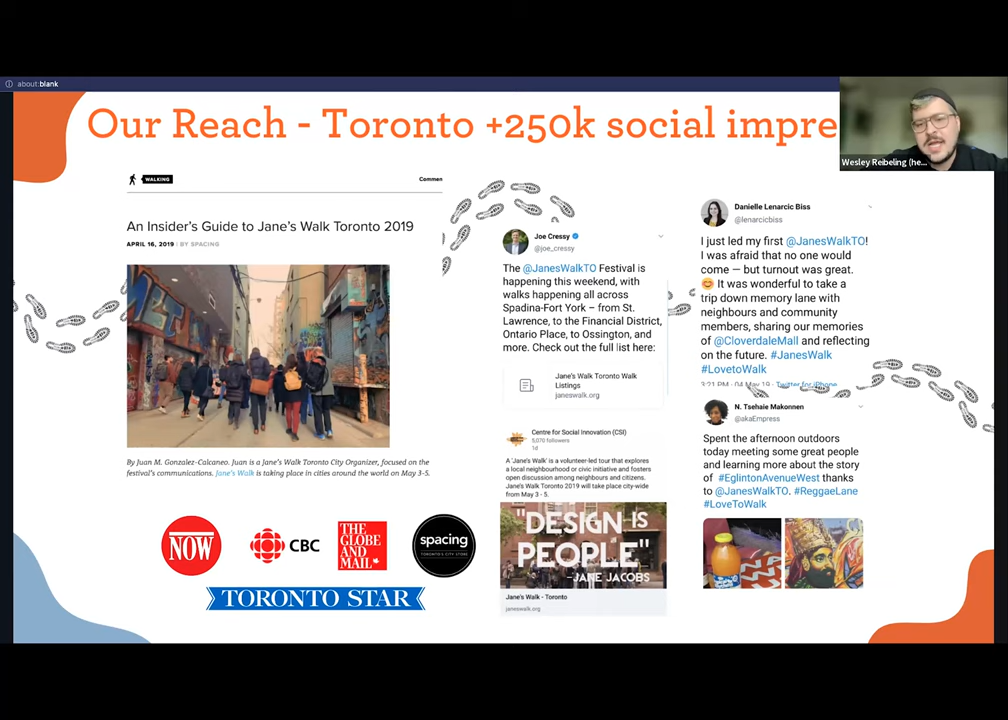 about:blank
Our Reach - Toronto +250k social impre
Wesley Reibeling (he...
WALKING
Commen
An Insider's Guide to Jane's Walk Toronto 2019
APRIL 16, 2019 | BY SPACING
By Juan M. Gonzalez-Calcaneo. Juan is a Jane's Walk Toronto City Organizer, focused on the
festival's communications. Jane's Walk is taking place in cities around the world on May 3-5.
NOW
CBC
THE
GLOBE
AND
MAIL
spacing
TORONTO'S CITY STORE
TORONTO STAR
Joe Cressy
@joe_cressy
The @JanesWalkTO Festival is
happening this weekend, with
walks happening all across
Spadina-Fort York – from St.
Lawrence, to the Financial District,
Ontario Place, to Ossington, and
more. Check out the full list here:
Jane's Walk Toronto Walk
Listings
janeswalk.org
Centre for Social Innovation (CSI)
5,070 followers
1d
A 'Jane's Walk' is a volunteer-led tour that explores
a local neighbourhood or civic initiative and fosters
open discussion among neighbours and citizens.
Jane's Walk Toronto 2019 will take place city-wide
from May 3 - 5.
"DESIGN IS
PEOPLE"
–JANE JACOBS
Jane's Walk - Toronto
janeswalk.org
Danielle Lenarcic Biss
@lenarcicbiss
I just led my first @JanesWalkTO!
I was afraid that no one would
come — but turnout was great.
😊 It was wonderful to take a
trip down memory lane with
neighbours and community
members, sharing our memories
of @CloverdaleMall and reflecting
on the future. #JanesWalk
#LovetoWalk
3:21 PM · 04 May 19 · Twitter for iPhone
N. Tsehaie Makonnen
@akaEmpress
Spent the afternoon outdoors
today meeting some great people
and learning more about the story
of #EglintonAvenueWest thanks
to @JanesWalkTO. #ReggaeLane
#LoveToWalk